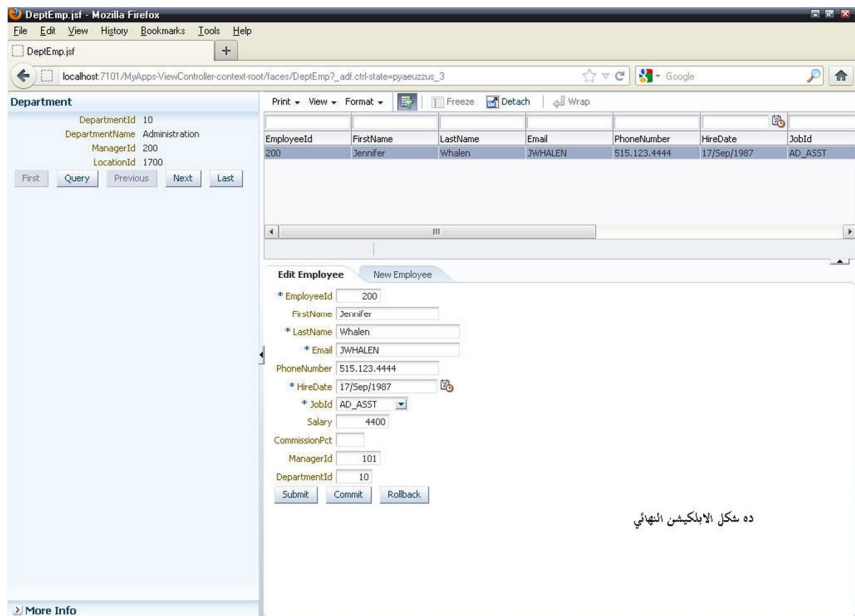 DeptEmp.jsf - Mozilla Firefox
File Edit View History Bookmarks Tools Help
DeptEmp.jsf
localhost:7101/MyApps-ViewController-context-root/faces/DeptEmp?_adf.ctrl-state=pyaeuzzus_3
Google
Department
DepartmentId 10
DepartmentName Administration
ManagerId 200
LocationId 1700
First Query Previous Next Last
Print View Format Freeze Detach Wrap
EmployeeId FirstName LastName Email PhoneNumber HireDate JobId
200 Jennifer Whalen JWHALEN 515.123.4444 17/Sep/1987 AD_ASST
Edit Employee New Employee
* EmployeeId 200
FirstName Jennifer
* LastName Whalen
* Email JWHALEN
PhoneNumber 515.123.4444
* HireDate 17/Sep/1987
* JobId AD_ASST
Salary 4400
CommissionPct
ManagerId 101
DepartmentId 10
Submit Commit Rollback
ده شكل الابلكيشن النهائي
More Info